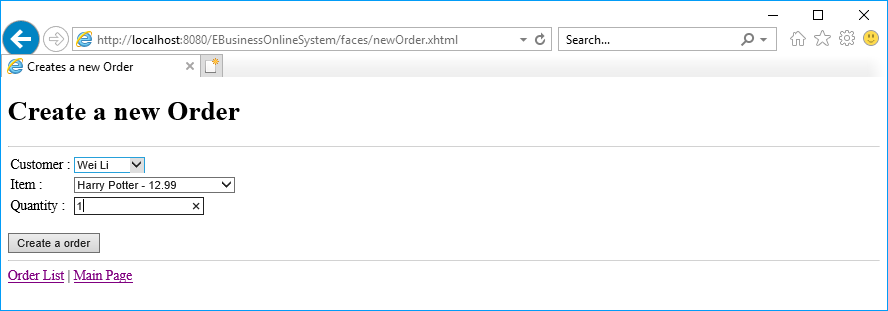 http://localhost:8080/EBusinessOnlineSystem/faces/newOrder.xhtml Search...
Creates a new Order
Create a new Order
Customer : Wei Li
Item : Harry Potter - 12.99
Quantity : 1
Create a order
Order List | Main Page